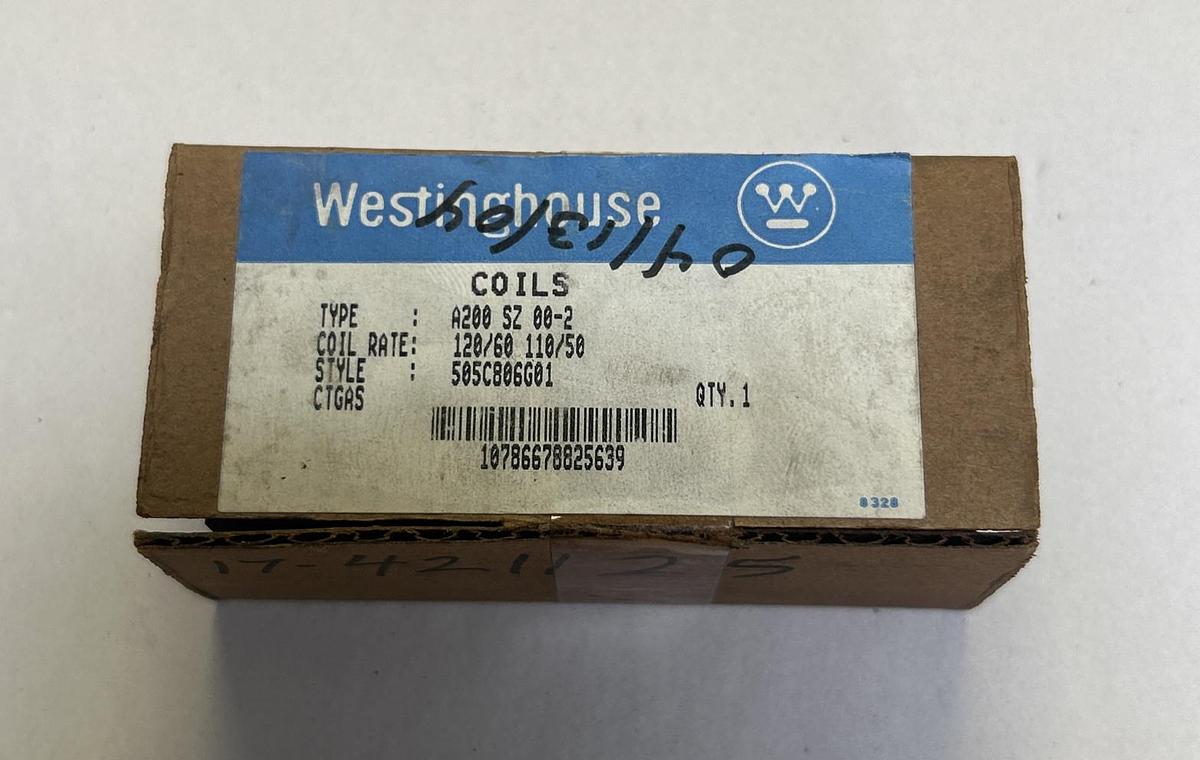 Westinghouse
04/13/04
COILS
TYPE : A200 SZ 00-2
COIL RATE: 120/60 110/50
STYLE : 505C806G01
CTGAS QTY. 1
10786678825639
8328
17-421125